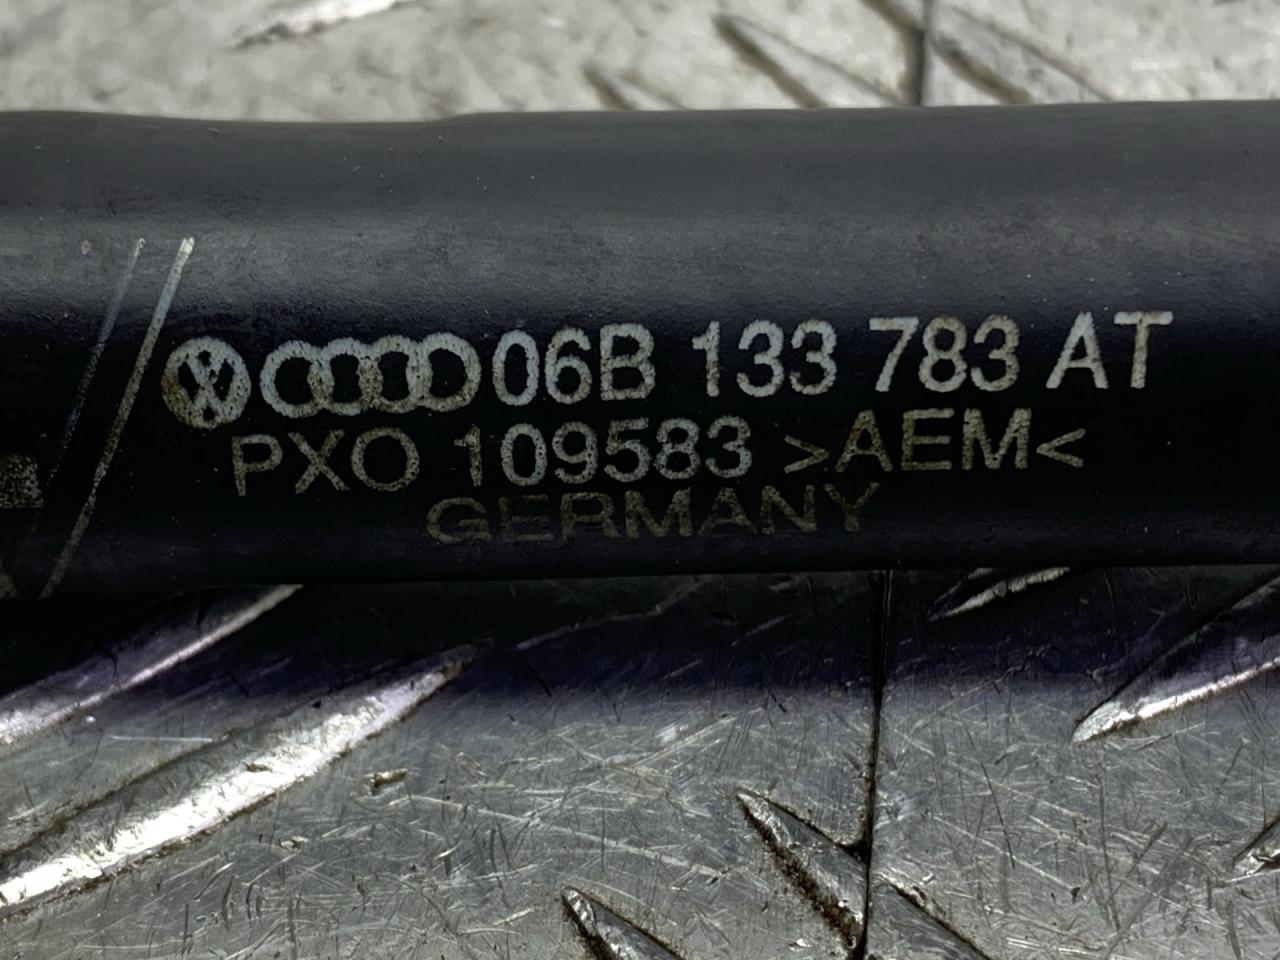 06B 133 783 AT
PXO 109583 >AEM<
GERMANY